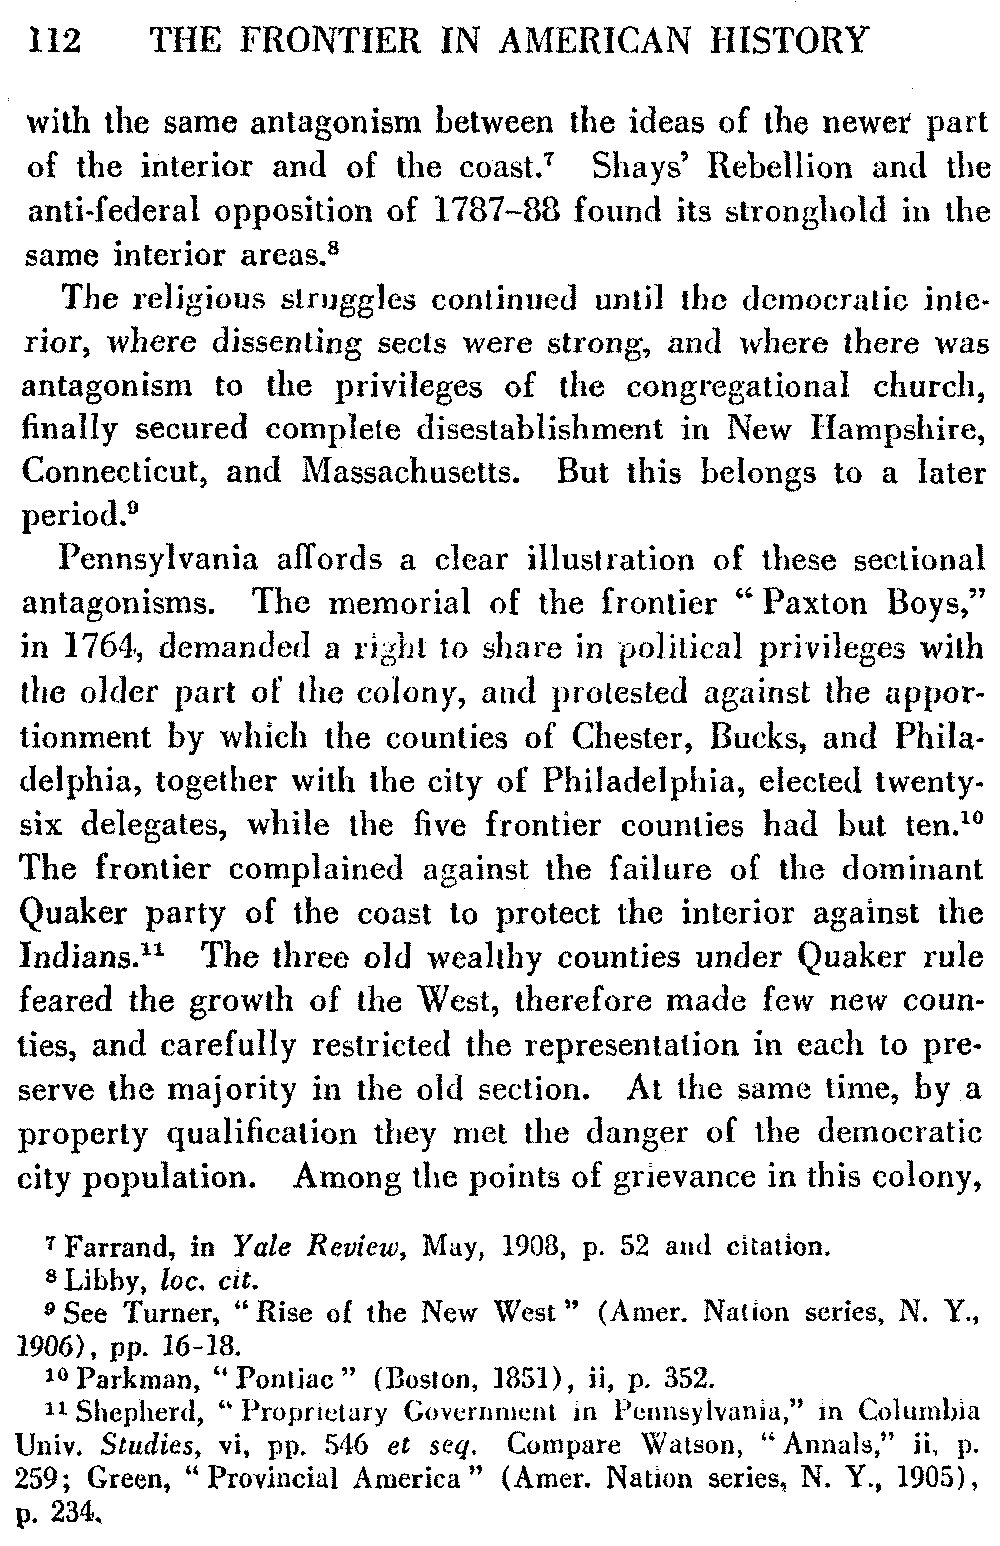 112 THE FRONTIER IN AMERICAN HISTORY
with the same antagonism between the ideas of the newer part
of the interior and of the coast.⁷ Shays’ Rebellion and the
anti-federal opposition of 1787–88 found its stronghold in the
same interior areas.⁸
The religious struggles continued until the democratic inte-
rior, where dissenting sects were strong, and where there was
antagonism to the privileges of the congregational church,
finally secured complete disestablishment in New Hampshire,
Connecticut, and Massachusetts. But this belongs to a later
period.⁹
Pennsylvania affords a clear illustration of these sectional
antagonisms. The memorial of the frontier “ Paxton Boys,”
in 1764, demanded a right to share in political privileges with
the older part of the colony, and protested against the appor-
tionment by which the counties of Chester, Bucks, and Phila-
delphia, together with the city of Philadelphia, elected twenty-
six delegates, while the five frontier counties had but ten.¹⁰
The frontier complained against the failure of the dominant
Quaker party of the coast to protect the interior against the
Indians.¹¹ The three old wealthy counties under Quaker rule
feared the growth of the West, therefore made few new coun-
ties, and carefully restricted the representation in each to pre-
serve the majority in the old section. At the same time, by a
property qualification they met the danger of the democratic
city population. Among the points of grievance in this colony,
⁷ Farrand, in Yale Review, May, 1908, p. 52 and citation.
⁸ Libby, loc. cit.
⁹ See Turner, “ Rise of the New West ” (Amer. Nation series, N. Y.,
1906), pp. 16-18.
¹⁰ Parkman, “ Pontiac ” (Boston, 1851), ii, p. 352.
¹¹ Shepherd, “ Proprietary Government in Pennsylvania,” in Columbia
Univ. Studies, vi, pp. 546 et seq. Compare Watson, “ Annals,” ii, p.
259; Green, “ Provincial America ” (Amer. Nation series, N. Y., 1905),
p. 234.